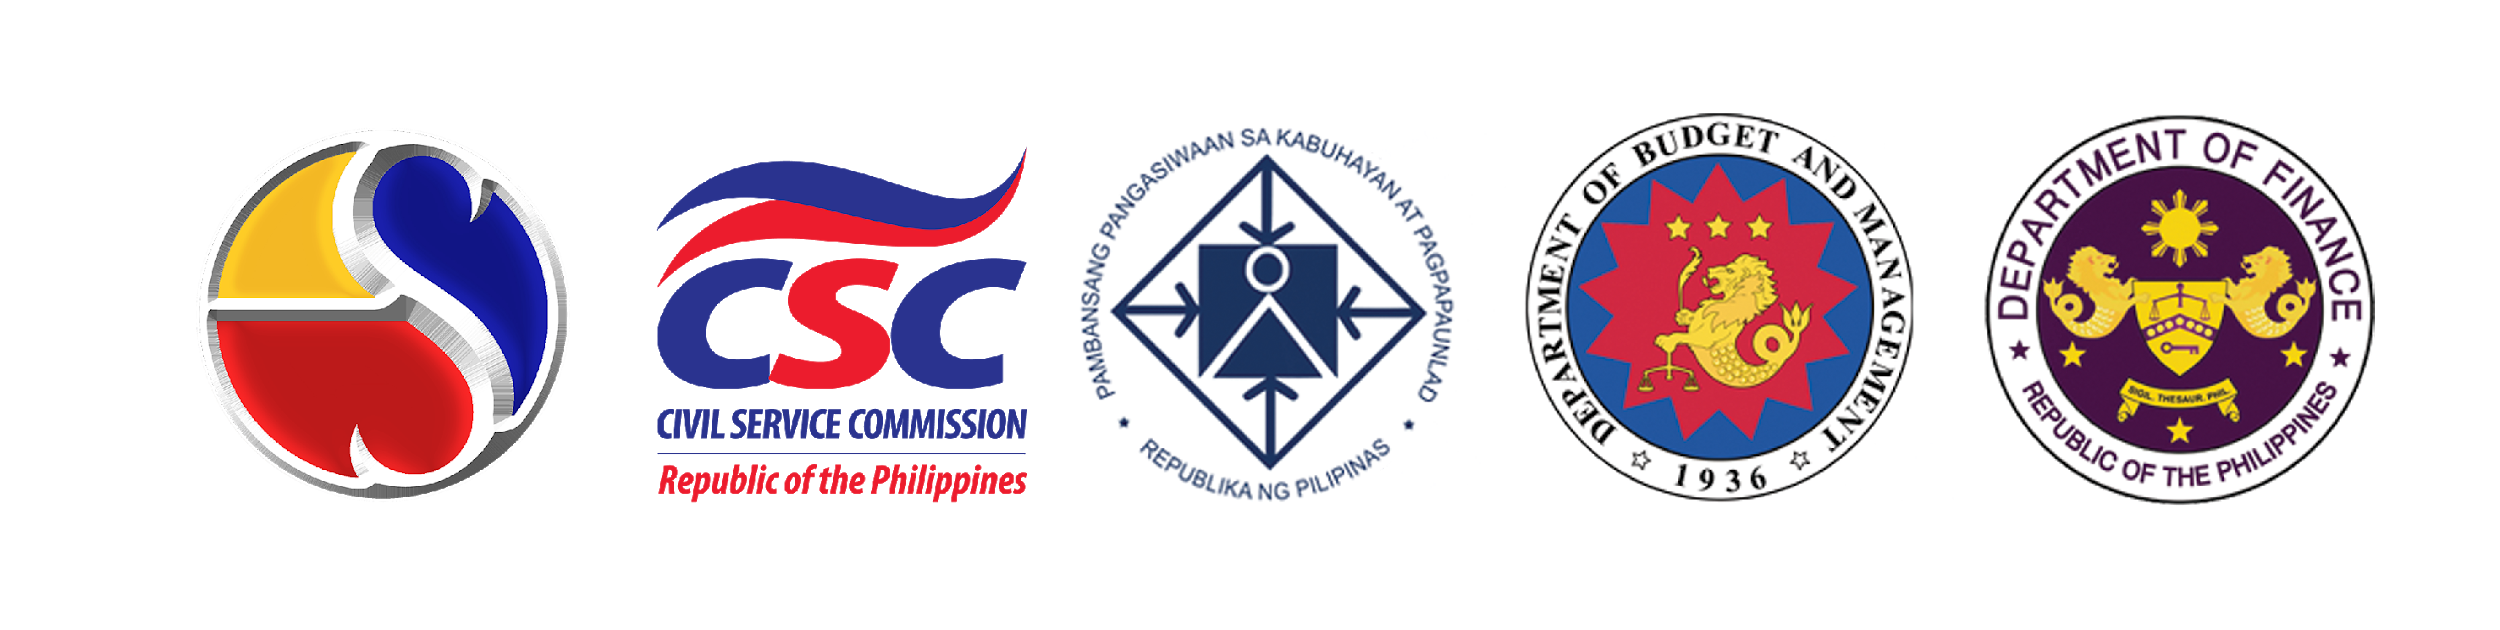 CSC
CIVIL SERVICE COMMISSION
Republic of the Philippines
PAMBANSANG PANGASIWAAN SA KABUHAYAN AT PAGPAPAUNLAD
REPUBLIKA NG PILIPINAS
DEPARTMENT OF BUDGET AND MANAGEMENT
1936
DEPARTMENT OF FINANCE
SIGIL. THESAUR. PHIL.
REPUBLIC OF THE PHILIPPINES